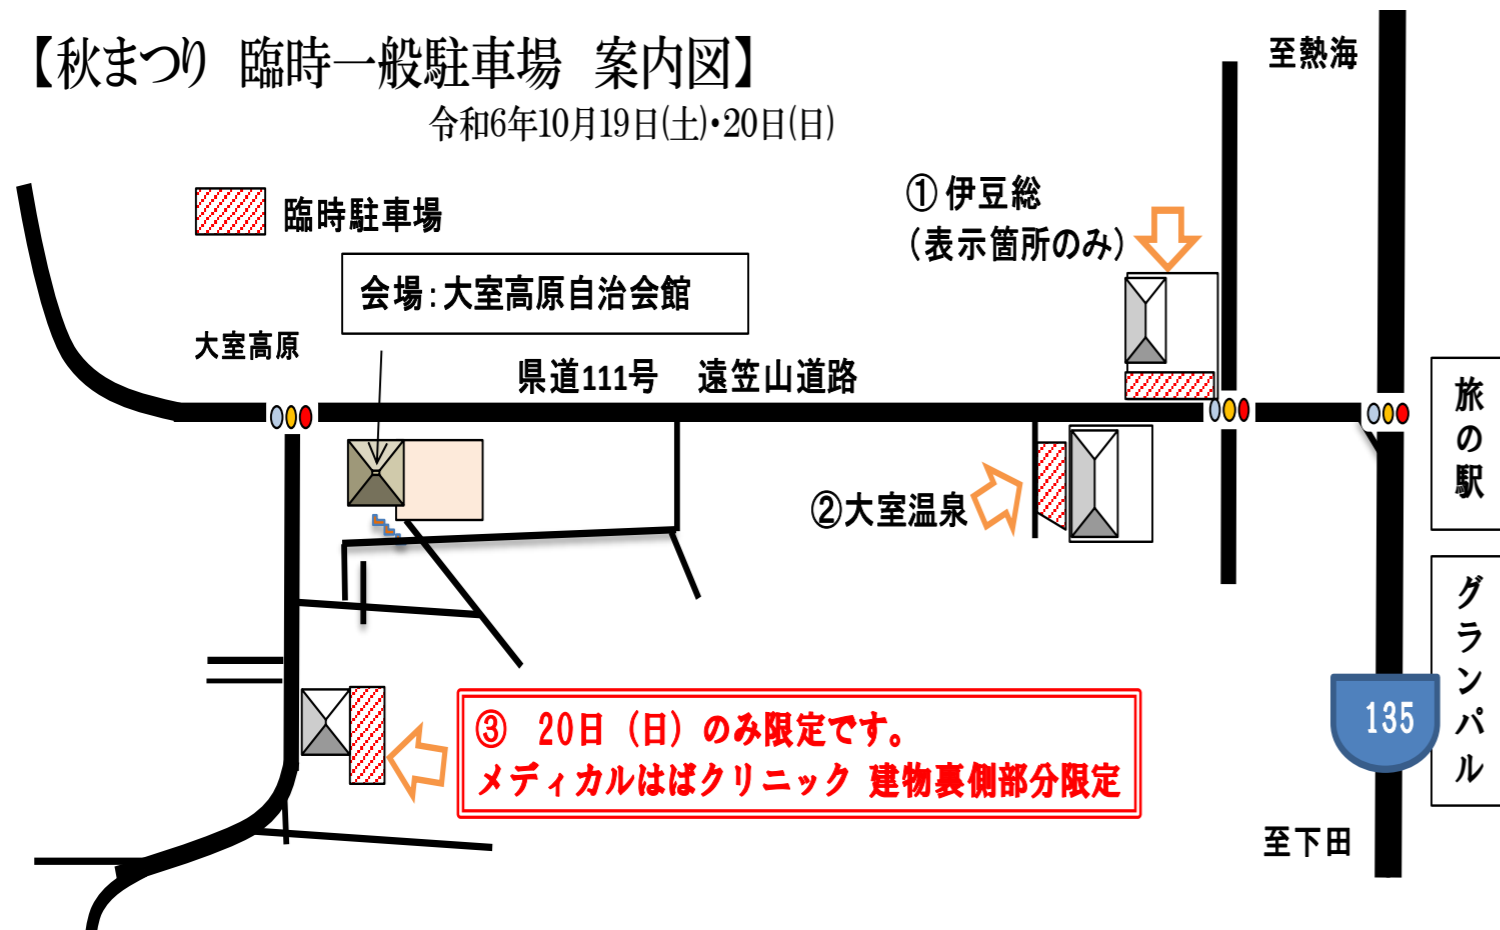 【秋まつり 臨時一般駐車場 案内図】
令和6年10月19日(土)・20日(日)
至熱海
臨時駐車場
①伊豆総
(表示箇所のみ)
会場:大室高原自治会館
大室高原
県道111号 遠笠山道路
旅の駅
②大室温泉
グランパル
135
③ 20日(日)のみ限定です。
メディカルはばクリニック 建物裏側部分限定
至下田